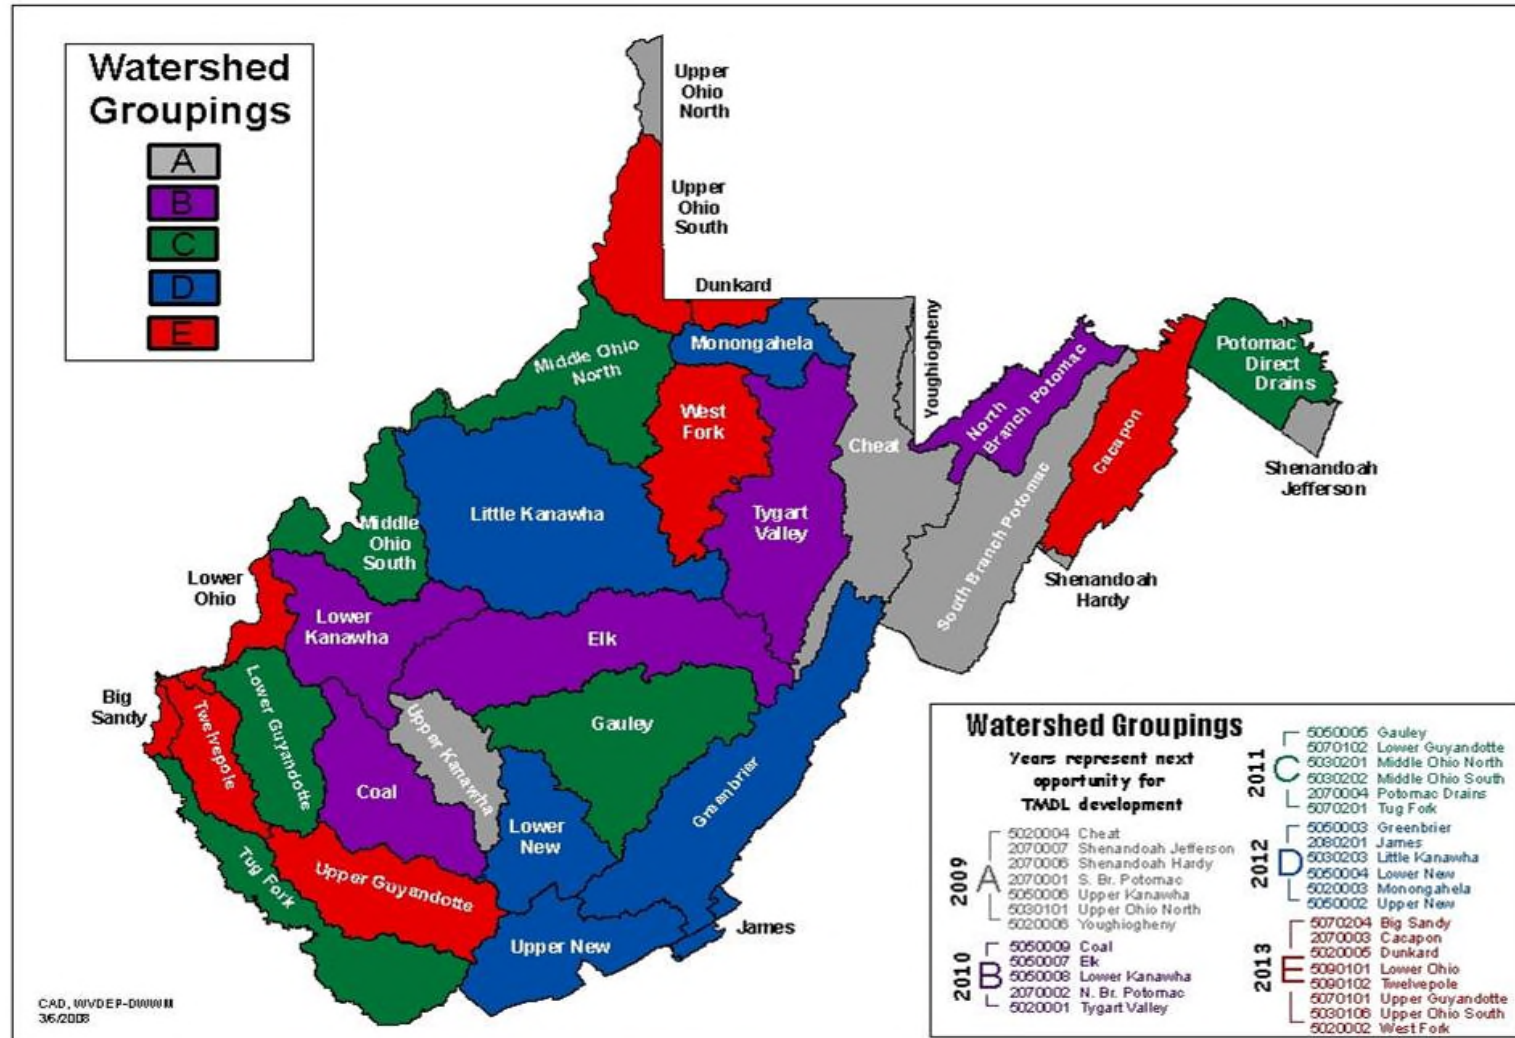 Watershed
Groupings
A
B
C
D
E
Upper
Ohio
North
Upper
Ohio
South
Dunkard
Monongahela
Youghiogheny
Middle Ohio
North
West
Fork
Cheat
North
Branch Potomac
South Branch Potomac
Cacapon
Potomac
Direct
Drains
Shenandoah
Jefferson
Shenandoah
Hardy
Little Kanawha
Tygart
Valley
Middle
Ohio
South
Lower
Ohio
Lower
Kanawha
Elk
Big
Sandy
Twelvepole
Lower Guyandotte
Coal
Upper Kanawha
Gauley
Greenbrier
Lower
New
Tug Fork
Upper Guyandotte
Upper New
James
CAD, WVDEP-DWWM
3/6/2008
Watershed Groupings
Years represent next
opportunity for
TMDL development
2009
A
5020004 Cheat
2070007 Shenandoah Jefferson
2070006 Shenandoah Hardy
2070001 S. Br. Potomac
5050006 Upper Kanawha
5030101 Upper Ohio North
5020006 Youghiogheny
2010
B
5050009 Coal
5050007 Elk
5050008 Lower Kanawha
2070002 N. Br. Potomac
5020001 Tygart Valley
2011
C
5050005 Gauley
5070102 Lower Guyandotte
5030201 Middle Ohio North
5030202 Middle Ohio South
2070004 Potomac Drains
5070201 Tug Fork
2012
D
5050003 Greenbrier
2080201 James
5030203 Little Kanawha
5050004 Lower New
5020003 Monongahela
5050002 Upper New
2013
E
5070204 Big Sandy
2070003 Cacapon
5020005 Dunkard
5090101 Lower Ohio
5090102 Twelvepole
5070101 Upper Guyandotte
5030106 Upper Ohio South
5020002 West Fork